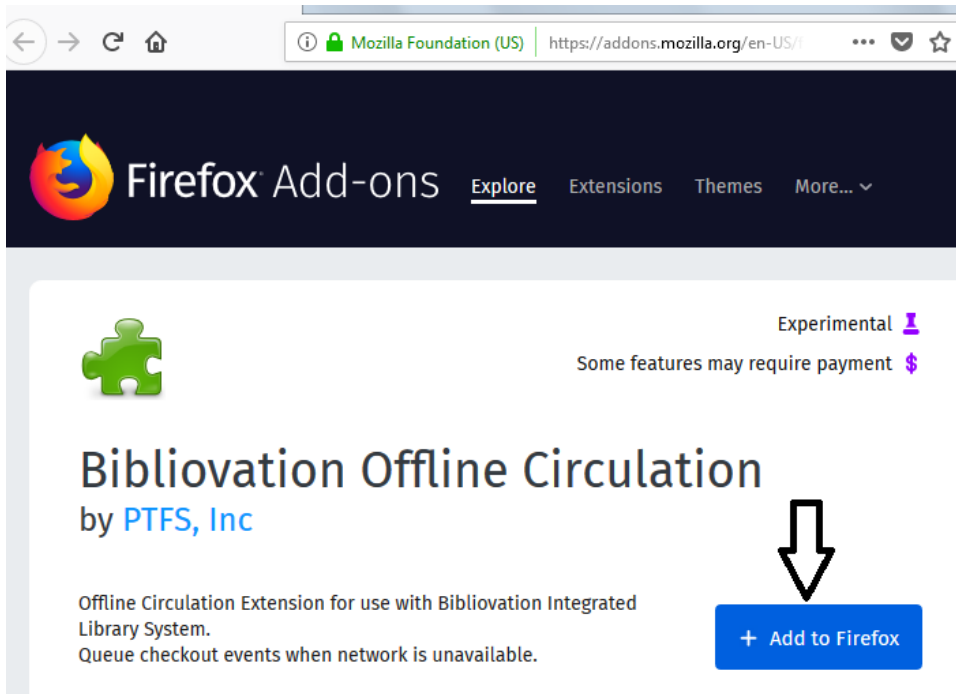 Mozilla Foundation (US) https://addons.mozilla.org/en-US/
Firefox Add-ons Explore Extensions Themes More...
Experimental
Some features may require payment $
Bibliovation Offline Circulation
by PTFS, Inc
Offline Circulation Extension for use with Bibliovation Integrated
Library System.
Queue checkout events when network is unavailable.
+ Add to Firefox